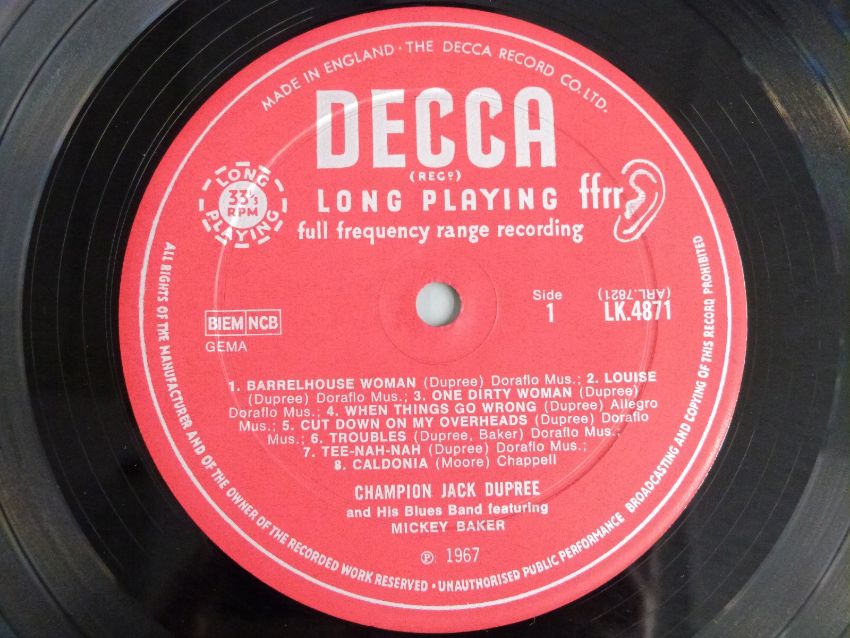 MADE IN ENGLAND · THE DECCA RECORD CO. LTD.
DECCA
(REGD)
LONG PLAYING
33⅓
RPM
LONG PLAYING ffrr
full frequency range recording
BIEM NCB
GEMA
Side
1
(ARL.7821)
LK.4871
1. BARRELHOUSE WOMAN (Dupree) Doraflo Mus.; 2. LOUISE
(Dupree) Doraflo Mus.; 3. ONE DIRTY WOMAN (Dupree)
Doraflo Mus.; 4. WHEN THINGS GO WRONG (Dupree) Allegro
Mus.; 5. CUT DOWN ON MY OVERHEADS (Dupree) Doraflo
Mus.; 6. TROUBLES (Dupree, Baker) Doraflo Mus.;
7. TEE-NAH-NAH (Dupree) Doraflo Mus.;
8. CALDONIA (Moore) Chappell
CHAMPION JACK DUPREE
and His Blues Band featuring
MICKEY BAKER
℗ 1967
ALL RIGHTS OF THE MANUFACTURER AND OF THE OWNER OF THE RECORDED WORK RESERVED · UNAUTHORISED PUBLIC PERFORMANCE BROADCASTING AND COPYING OF THIS RECORD PROHIBITED